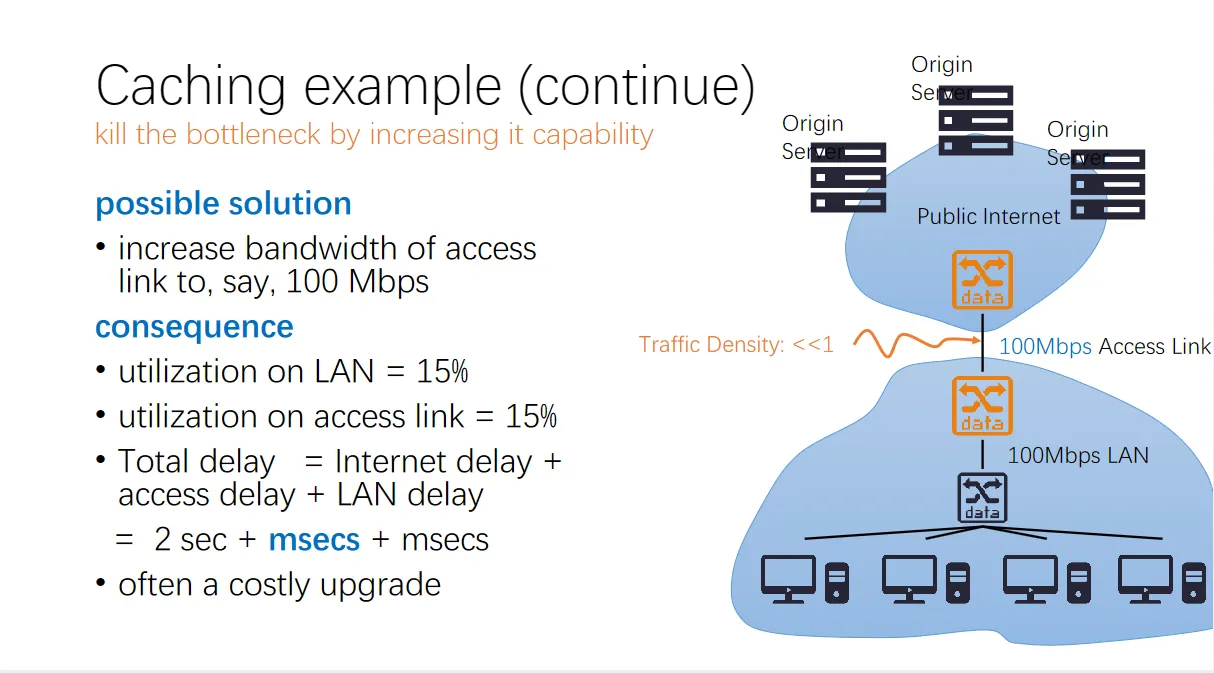 Caching example (continue)
kill the bottleneck by increasing it capability
possible solution
• increase bandwidth of access
link to, say, 100 Mbps
consequence
• utilization on LAN = 15%
• utilization on access link = 15%
• Total delay = Internet delay +
access delay + LAN delay
= 2 sec + msecs + msecs
• often a costly upgrade
Origin
Server
Origin
Server
Origin
Server
Public Internet
data
Traffic Density: <<1
100Mbps Access Link
data
100Mbps LAN
data